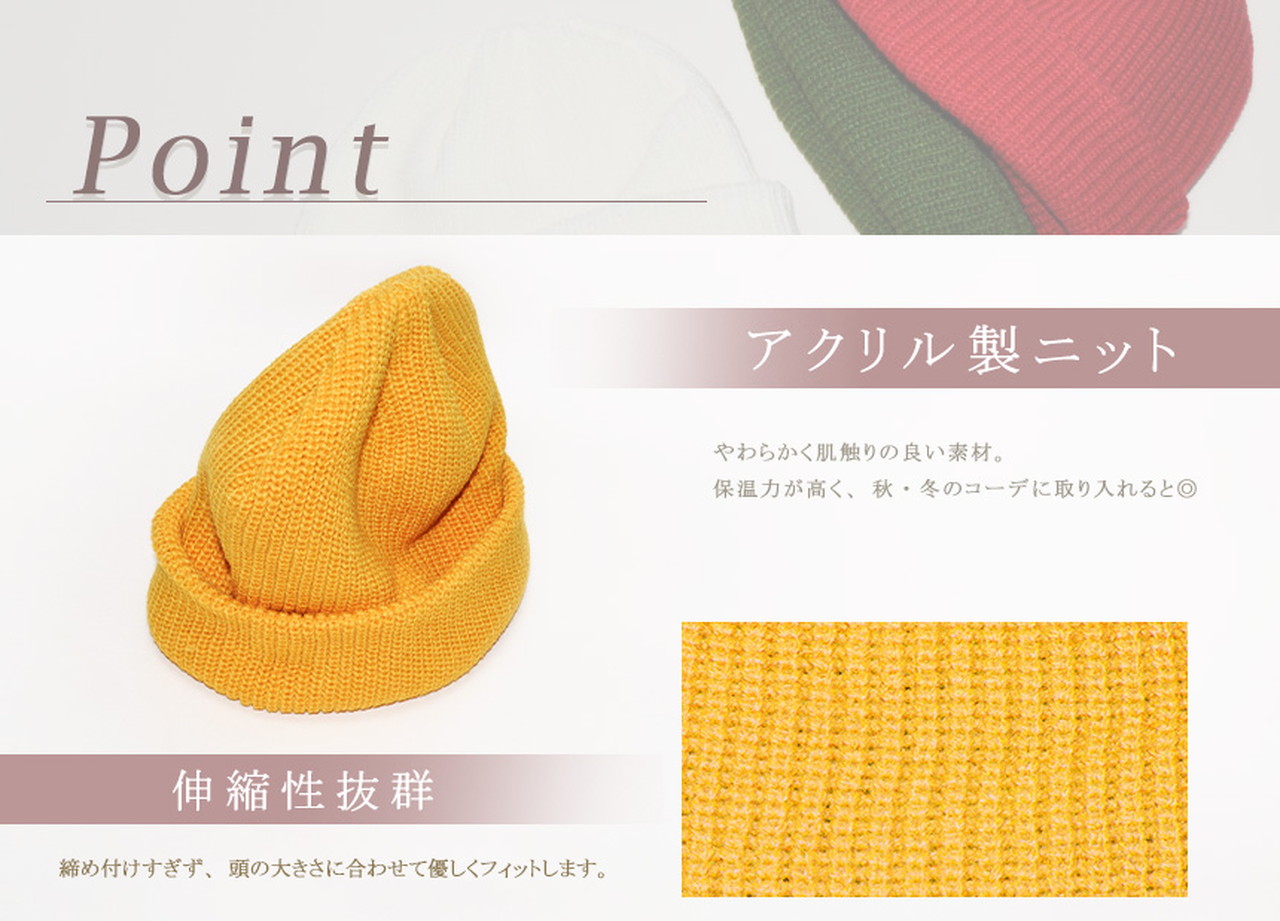 Point
アクリル製ニット
やわらかく肌触りの良い素材。
保温力が高く、秋・冬のコーデに取り入れると◎
伸縮性抜群
締め付けすぎず、頭の大きさに合わせて優しくフィットします。